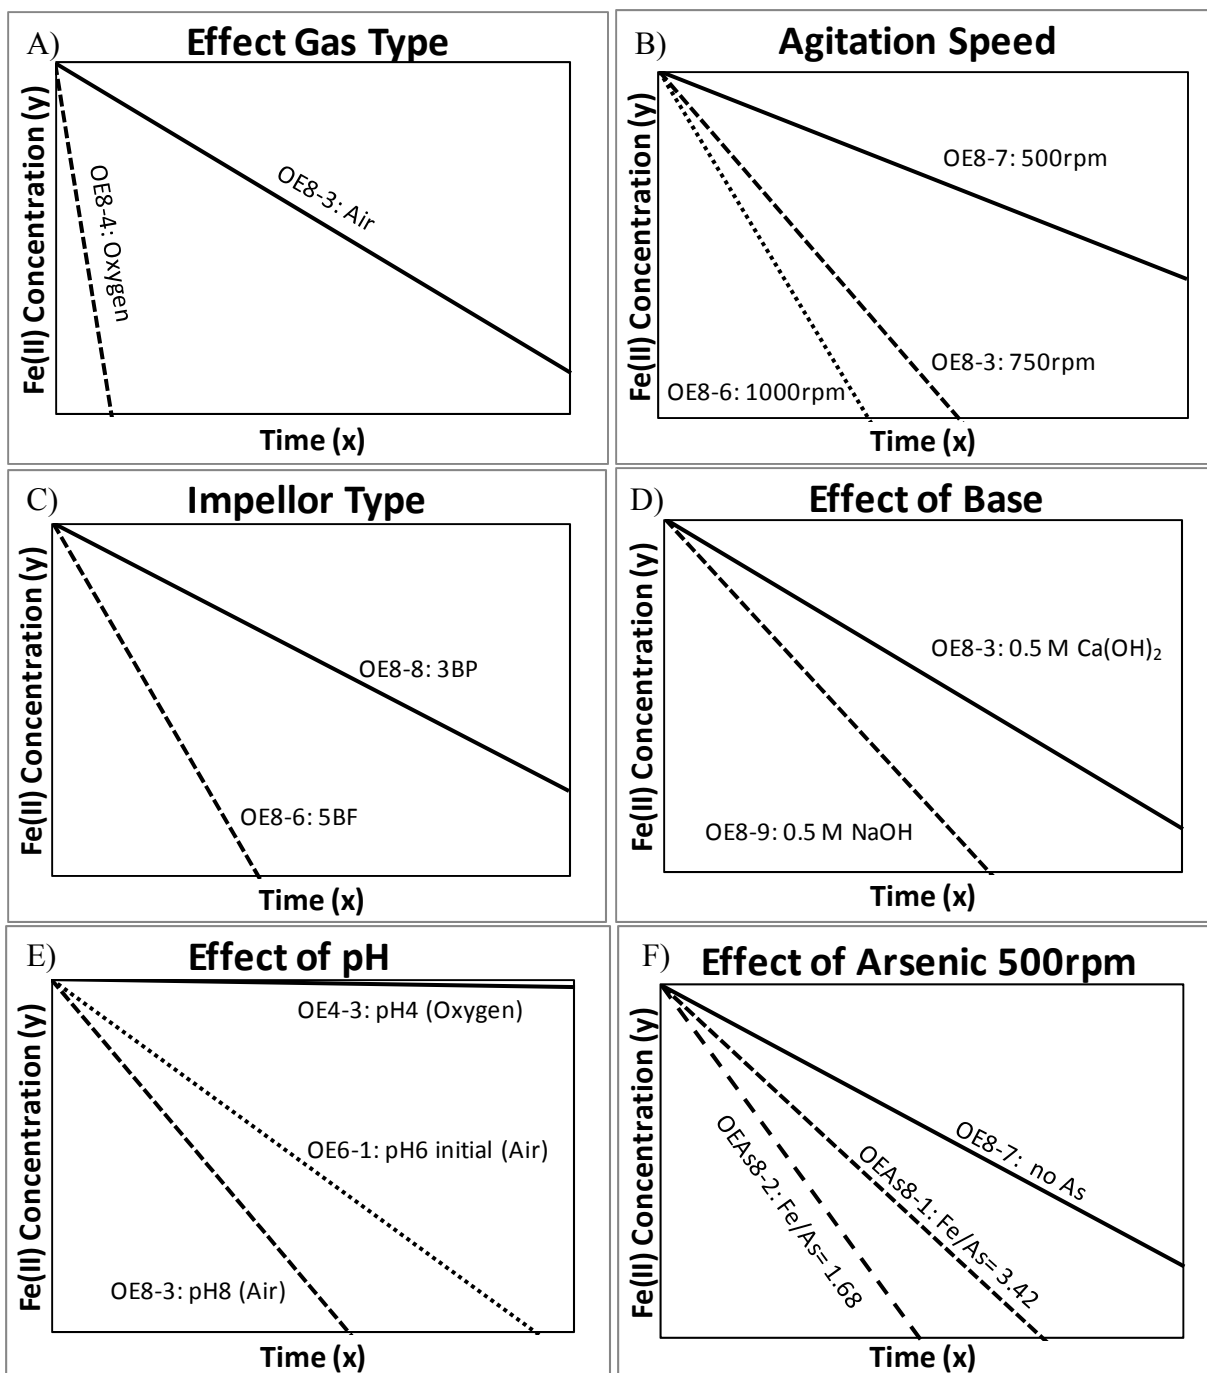 A)
Effect Gas Type
Fe(II) Concentration (y)
OE8-4: Oxygen
OE8-3: Air
Time (x)
B)
Agitation Speed
Fe(II) Concentration (y)
OE8-7: 500rpm
OE8-3: 750rpm
OE8-6: 1000rpm
Time (x)
C)
Impellor Type
Fe(II) Concentration (y)
OE8-8: 3BP
OE8-6: 5BF
Time (x)
D)
Effect of Base
Fe(II) Concentration (y)
OE8-3: 0.5 M Ca(OH)₂
OE8-9: 0.5 M NaOH
Time (x)
E)
Effect of pH
Fe(II) Concentration (y)
OE4-3: pH4 (Oxygen)
OE6-1: pH6 initial (Air)
OE8-3: pH8 (Air)
Time (x)
F)
Effect of Arsenic 500rpm
Fe(II) Concentration (y)
OE8-7: no As
OEAs8-1: Fe/As= 3.42
OEAs8-2: Fe/As= 1.68
Time (x)